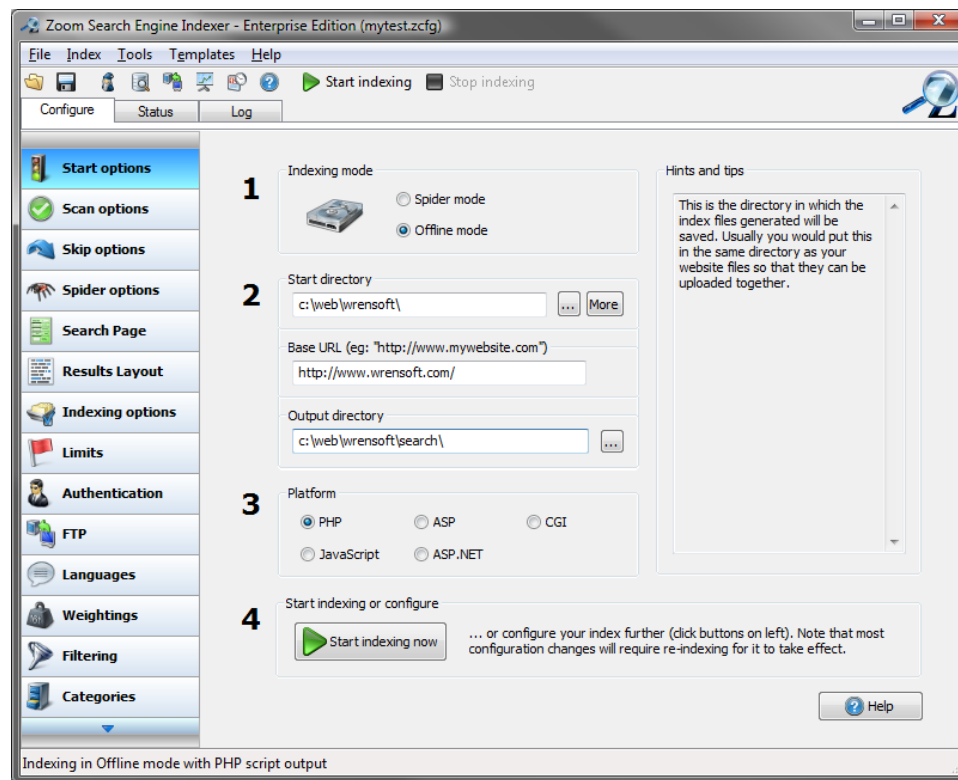 Zoom Search Engine Indexer - Enterprise Edition (mytest.zcfg)
File Index Tools Templates Help
Start indexing Stop indexing
Configure Status Log
Start options
Scan options
Skip options
Spider options
Search Page
Results Layout
Indexing options
Limits
Authentication
FTP
Languages
Weightings
Filtering
Categories
1
Indexing mode
Spider mode
Offline mode
2
Start directory
c:\web\wrensoft\ ... More
Base URL (eg: "http://www.mywebsite.com")
http://www.wrensoft.com/
Output directory
c:\web\wrensoft\search\ ...
3
Platform
PHP ASP CGI
JavaScript ASP.NET
4
Start indexing or configure
Start indexing now
... or configure your index further (click buttons on left). Note that most
configuration changes will require re-indexing for it to take effect.
Hints and tips
This is the directory in which the
index files generated will be
saved. Usually you would put this
in the same directory as your
website files so that they can be
uploaded together.
Help
Indexing in Offline mode with PHP script output